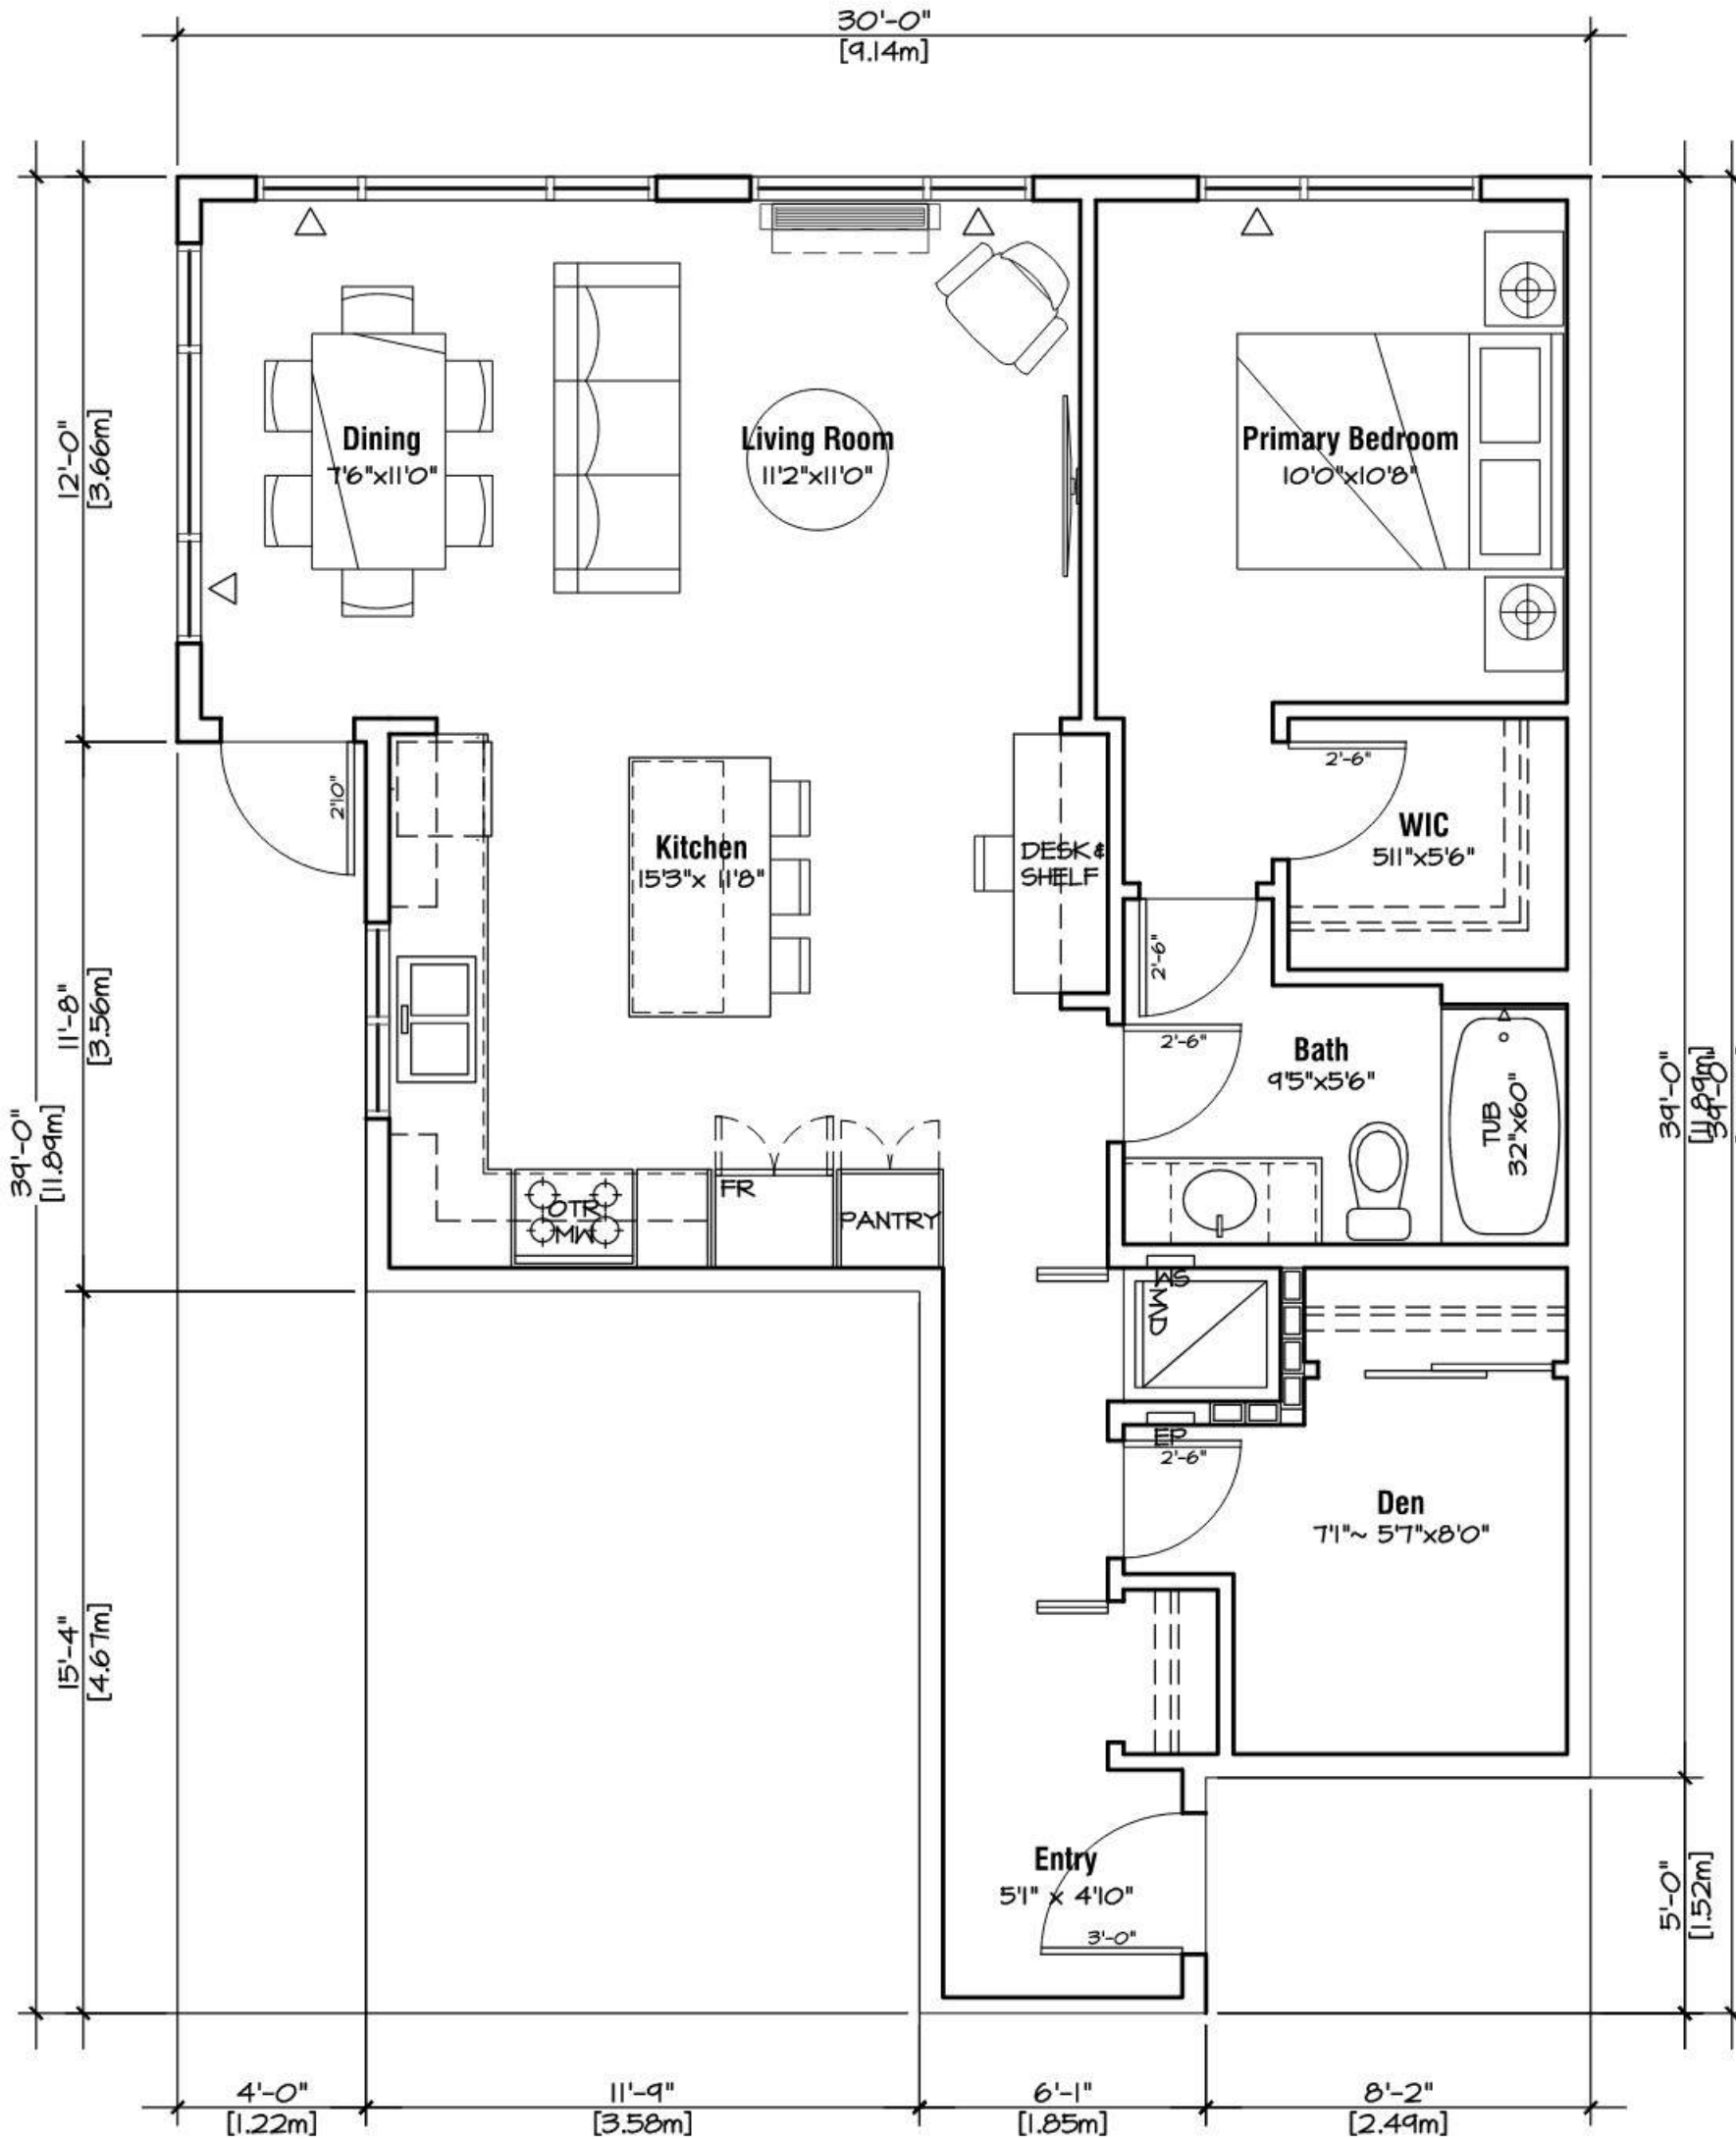 30'-0"
[9.14m]
12'-0"
[3.66m]
Dining
7'6"x11'0"
Living Room
11'2"x11'0"
Primary Bedroom
10'0"x10'8"
2'10"
2'-6"
WIC
5'11"x5'6"
Kitchen
15'3"x 11'8"
DESK &
SHELF
2'-6"
11'-8"
[3.56m]
2'-6"
Bath
9'5"x5'6"
TUB
32"x60"
39'-0"
[11.89m]
39'-0"
[11.89m]
39'-0"
FR
OTR
MW
PANTRY
SM
W/D
EP
2'-6"
Den
7'1"~ 5'7"x8'0"
15'-4"
[4.67m]
Entry
5'1" x 4'10"
3'-0"
5'-0"
[1.52m]
4'-0"
[1.22m]
11'-9"
[3.58m]
6'-1"
[1.85m]
8'-2"
[2.49m]